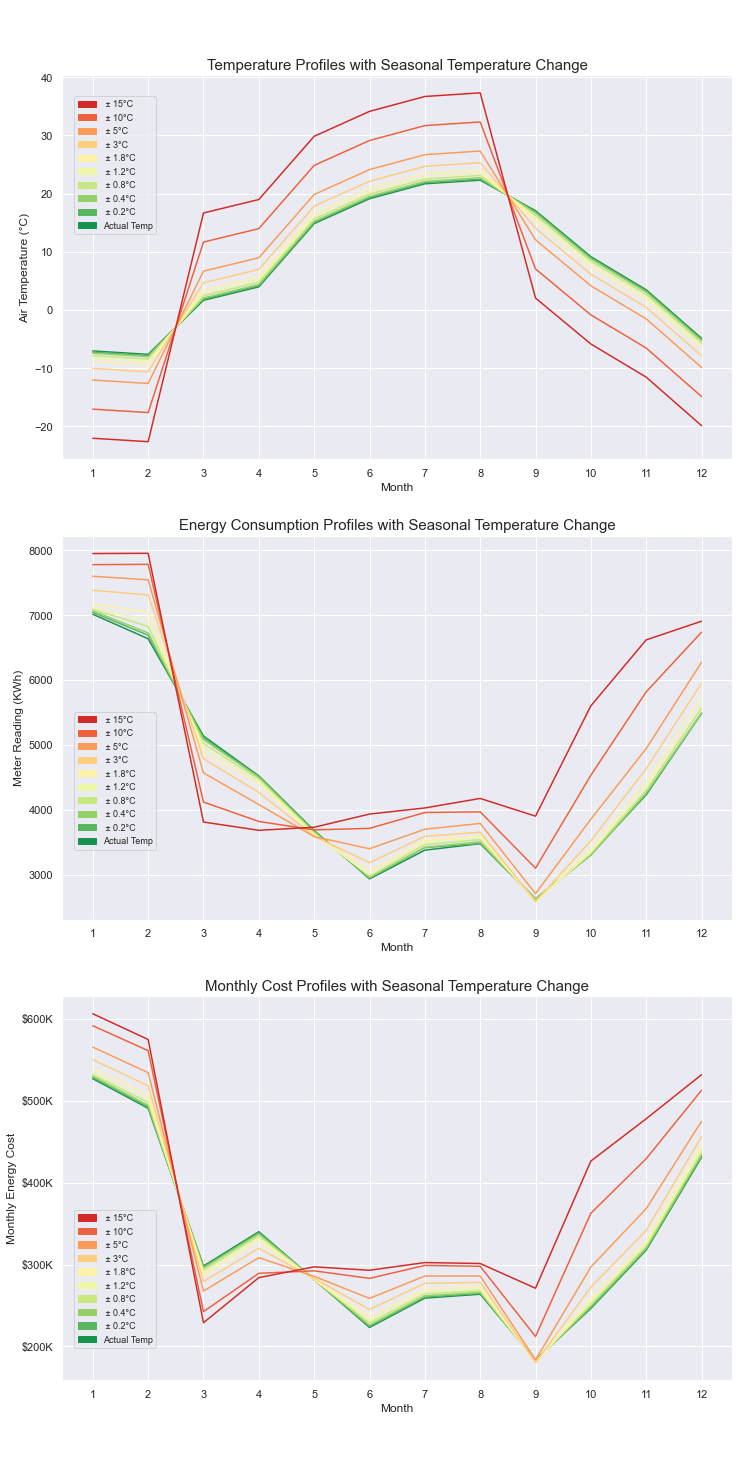 Temperature Profiles with Seasonal Temperature Change
40
30
20
10
0
−10
−20
Air Temperature (°C)
± 15°C
± 10°C
± 5°C
± 3°C
± 1.8°C
± 1.2°C
± 0.8°C
± 0.4°C
± 0.2°C
Actual Temp
1 2 3 4 5 6 7 8 9 10 11 12
Month
Energy Consumption Profiles with Seasonal Temperature Change
8000
7000
6000
5000
4000
3000
Meter Reading (KWh)
± 15°C
± 10°C
± 5°C
± 3°C
± 1.8°C
± 1.2°C
± 0.8°C
± 0.4°C
± 0.2°C
Actual Temp
1 2 3 4 5 6 7 8 9 10 11 12
Month
Monthly Cost Profiles with Seasonal Temperature Change
$600K
$500K
$400K
$300K
$200K
Monthly Energy Cost
± 15°C
± 10°C
± 5°C
± 3°C
± 1.8°C
± 1.2°C
± 0.8°C
± 0.4°C
± 0.2°C
Actual Temp
1 2 3 4 5 6 7 8 9 10 11 12
Month